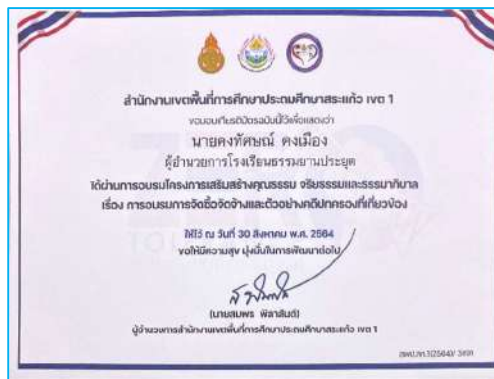 สำนักงานเขตพื้นที่การศึกษาประถมศึกษาสระแก้ว เขต 1
ขอมอบเกียรติบัตรฉบับนี้ไว้เพื่อแสดงว่า
นายคงทัศษณ์ คงเมือง
ผู้อำนวยการโรงเรียนธรรมยานประยุต
ได้ผ่านการอบรมโครงการเสริมสร้างคุณธรรม จริยธรรมและธรรมาภิบาล
เรื่อง การอบรมการจัดซื้อจัดจ้างและตัวอย่างคดีปกครองที่เกี่ยวข้อง
ให้ไว้ ณ วันที่ 30 สิงหาคม พ.ศ. 2564
ขอให้มีความสุข มุ่งมั่นในการพัฒนาต่อไป
(นายสมพร พิลาสันต์)
ผู้อำนวยการสำนักงานเขตพื้นที่การศึกษาประถมศึกษาสระแก้ว เขต 1